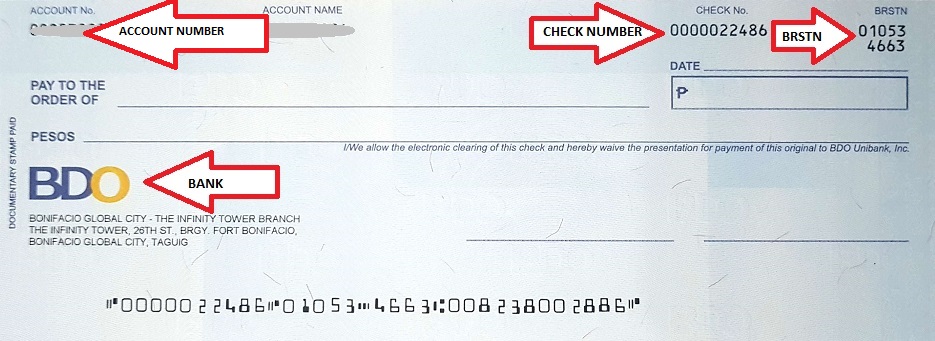 ACCOUNT No. ACCOUNT NAME CHECK No. BRSTN
ACCOUNT NUMBER CHECK NUMBER 0000022486 BRSTN 01053
4663
DATE
PAY TO THE
ORDER OF ₱
PESOS
I/We allow the electronic clearing of this check and hereby waive the presentation for payment of this original to BDO Unibank, Inc.
DOCUMENTARY STAMP PAID
BDO BANK
BONIFACIO GLOBAL CITY - THE INFINITY TOWER BRANCH
THE INFINITY TOWER, 26TH ST., BRGY. FORT BONIFACIO,
BONIFACIO GLOBAL CITY, TAGUIG
⑈0000022486⑈01053⑉4663⑆008238002886⑈